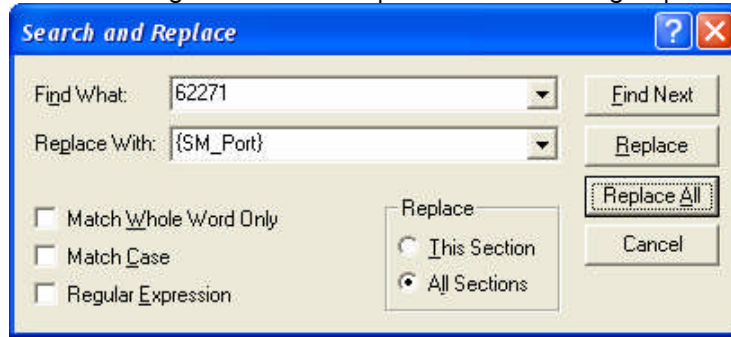 Search and Replace
Find What: 62271
Find Next
Replace With: {SM_Port}
Replace
Replace All
Cancel
Match Whole Word Only
Match Case
Regular Expression
Replace
This Section
All Sections